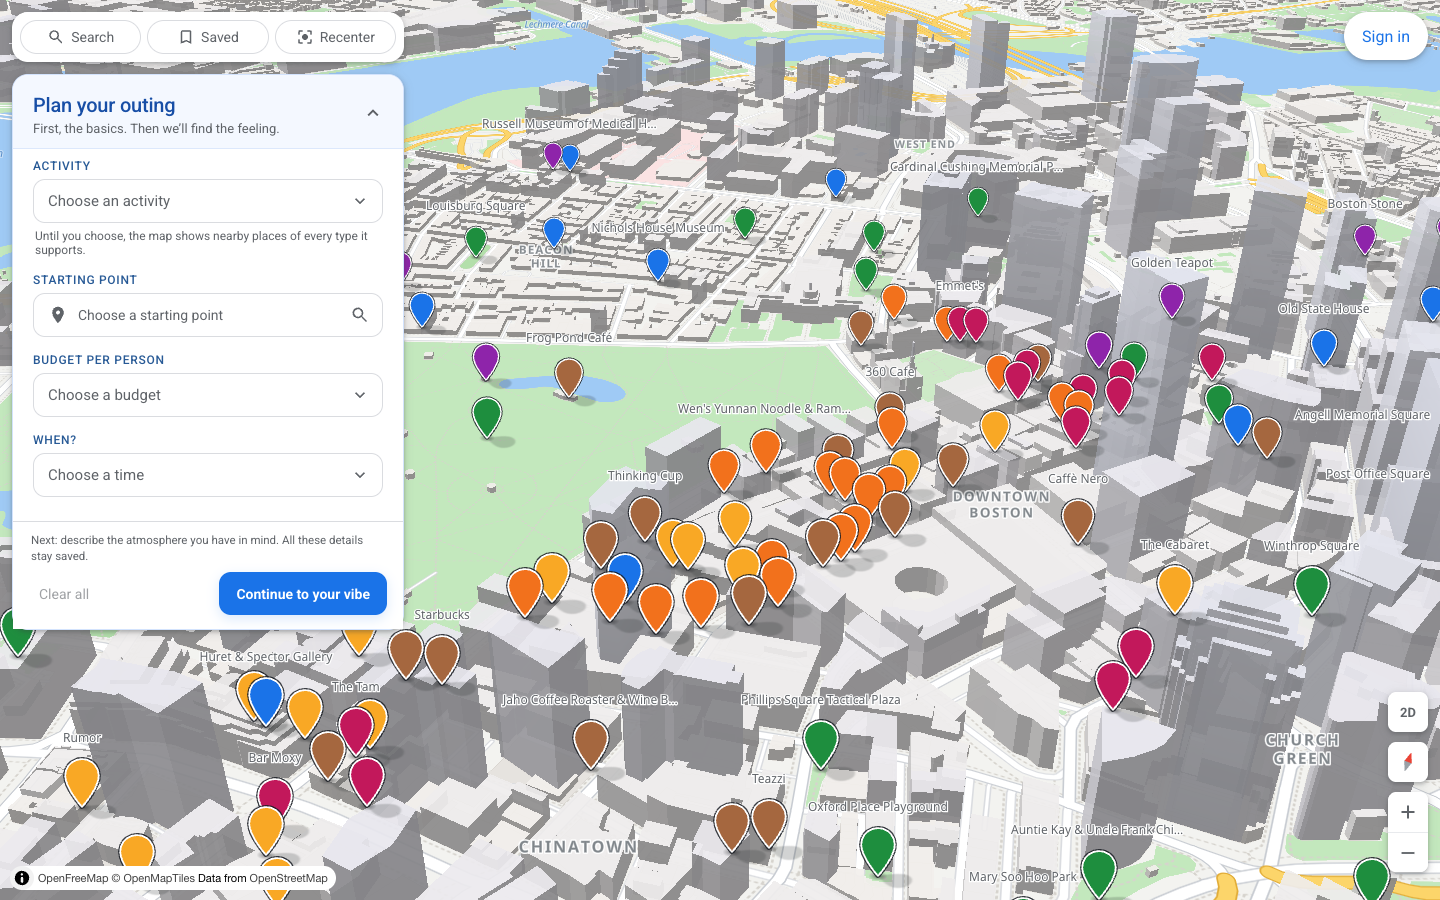 Search
Saved
Recenter
Sign in
Plan your outing
First, the basics. Then we'll find the feeling.
ACTIVITY
Choose an activity
Until you choose, the map shows nearby places of every type it
supports.
STARTING POINT
Choose a starting point
BUDGET PER PERSON
Choose a budget
WHEN?
Choose a time
Next: describe the atmosphere you have in mind. All these details
stay saved.
Clear all
Continue to your vibe
Lechmere Canal
Russell Museum of Medical H...
WEST END
Cardinal Cushing Memorial P...
Louisburg Square
Nichols House Museum
Boston Stone
BEACON
HILL
Golden Teapot
Emmet's
Old State House
Frog Pond Café
360 Cafe
Wen's Yunnan Noodle & Ram...
Angell Memorial Square
Thinking Cup
Caffè Nero
Post Office Square
DOWNTOWN
BOSTON
The Cabaret
Winthrop Square
Starbucks
Huret & Spector Gallery
The Tam
Jaho Coffee Roaster & Wine B...
Phillips Square Tactical Plaza
Rumor
Bar Moxy
CHURCH
GREEN
2D
Teazzi
Oxford Place Playground
Auntie Kay & Uncle Frank Chi...
CHINATOWN
Mary Soo Hoo Park
OpenFreeMap © OpenMapTiles Data from OpenStreetMap